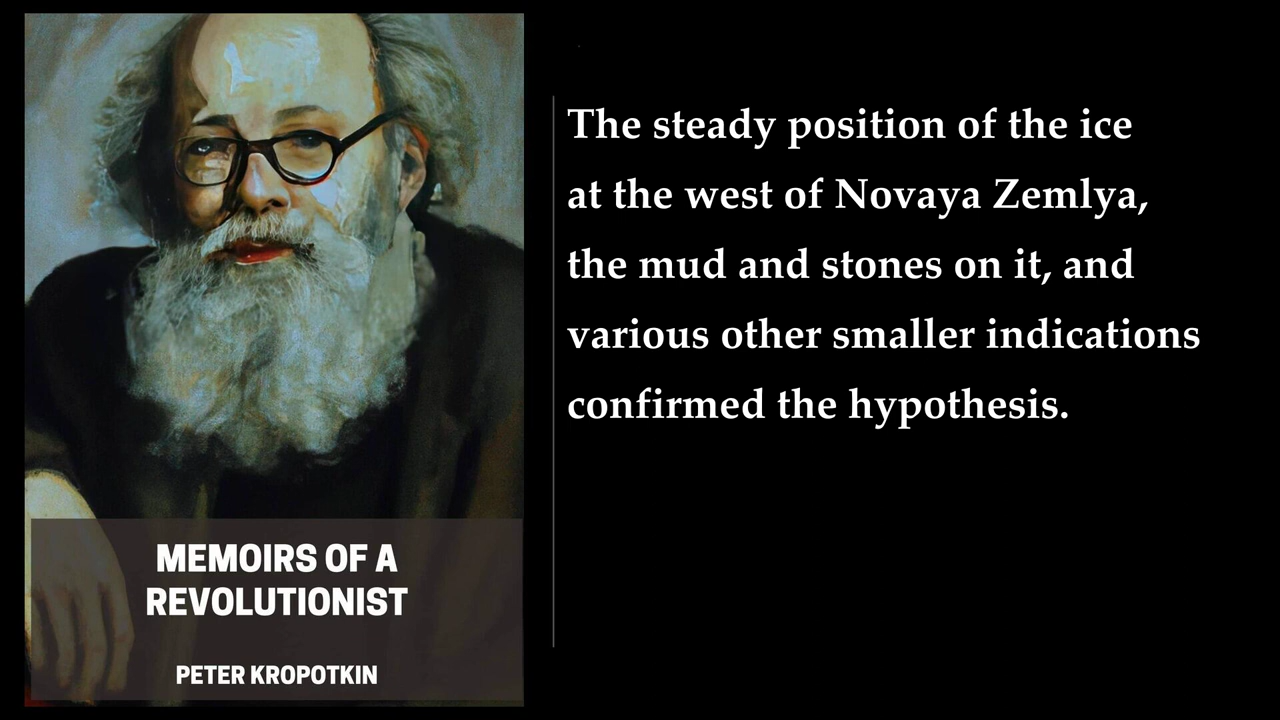 MEMOIRS OF A
REVOLUTIONIST
PETER KROPOTKIN
The steady position of the ice
at the west of Novaya Zemlya,
the mud and stones on it, and
various other smaller indications
confirmed the hypothesis.